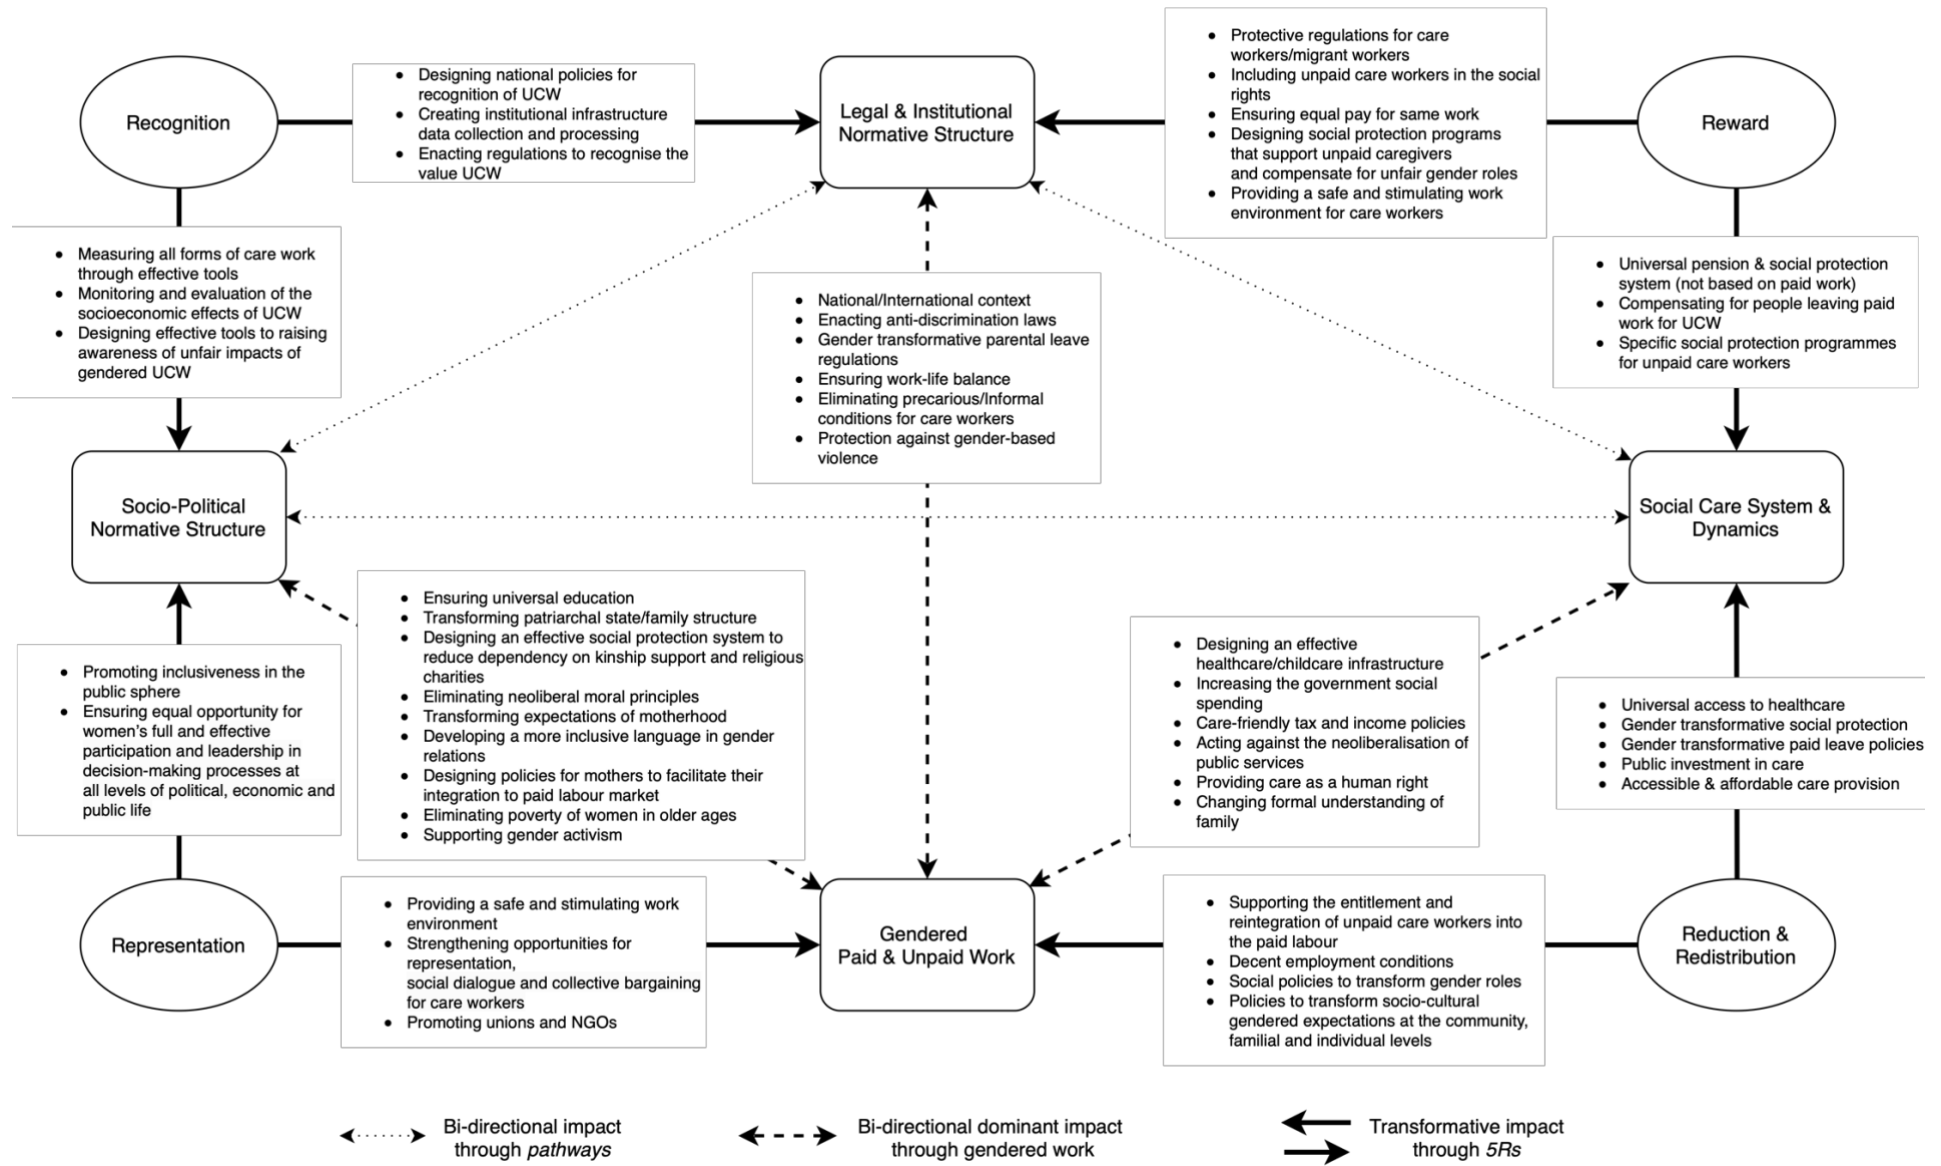 Recognition
• Designing national policies for
recognition of UCW
• Creating institutional infrastructure
data collection and processing
• Enacting regulations to recognise the
value UCW
Legal & Institutional
Normative Structure
• Protective regulations for care
workers/migrant workers
• Including unpaid care workers in the social
rights
• Ensuring equal pay for same work
• Designing social protection programs
that support unpaid caregivers
and compensate for unfair gender roles
• Providing a safe and stimulating work
environment for care workers
Reward
• Measuring all forms of care work
through effective tools
• Monitoring and evaluation of the
socioeconomic effects of UCW
• Designing effective tools to raising
awareness of unfair impacts of
gendered UCW
• National/International context
• Enacting anti-discrimination laws
• Gender transformative parental leave
regulations
• Ensuring work-life balance
• Eliminating precarious/Informal
conditions for care workers
• Protection against gender-based
violence
• Universal pension & social protection
system (not based on paid work)
• Compensating for people leaving paid
work for UCW
• Specific social protection programmes
for unpaid care workers
Socio-Political
Normative Structure
Social Care System &
Dynamics
• Promoting inclusiveness in the
public sphere
• Ensuring equal opportunity for
women's full and effective
participation and leadership in
decision-making processes at
all levels of political, economic and
public life
• Ensuring universal education
• Transforming patriarchal state/family structure
• Designing an effective social protection system to
reduce dependency on kinship support and religious
charities
• Eliminating neoliberal moral principles
• Transforming expectations of motherhood
• Developing a more inclusive language in gender
relations
• Designing policies for mothers to facilitate their
integration to paid labour market
• Eliminating poverty of women in older ages
• Supporting gender activism
• Designing an effective
healthcare/childcare infrastructure
• Increasing the government social
spending
• Care-friendly tax and income policies
• Acting against the neoliberalisation of
public services
• Providing care as a human right
• Changing formal understanding of
family
• Universal access to healthcare
• Gender transformative social protection
• Gender transformative paid leave policies
• Public investment in care
• Accessible & affordable care provision
Representation
• Providing a safe and stimulating work
environment
• Strengthening opportunities for
representation,
social dialogue and collective bargaining
for care workers
• Promoting unions and NGOs
Gendered
Paid & Unpaid Work
• Supporting the entitlement and
reintegration of unpaid care workers into
the paid labour
• Decent employment conditions
• Social policies to transform gender roles
• Policies to transform socio-cultural
gendered expectations at the community,
familial and individual levels
Reduction &
Redistribution
Bi-directional impact
through pathways
Bi-directional dominant impact
through gendered work
Transformative impact
through 5Rs